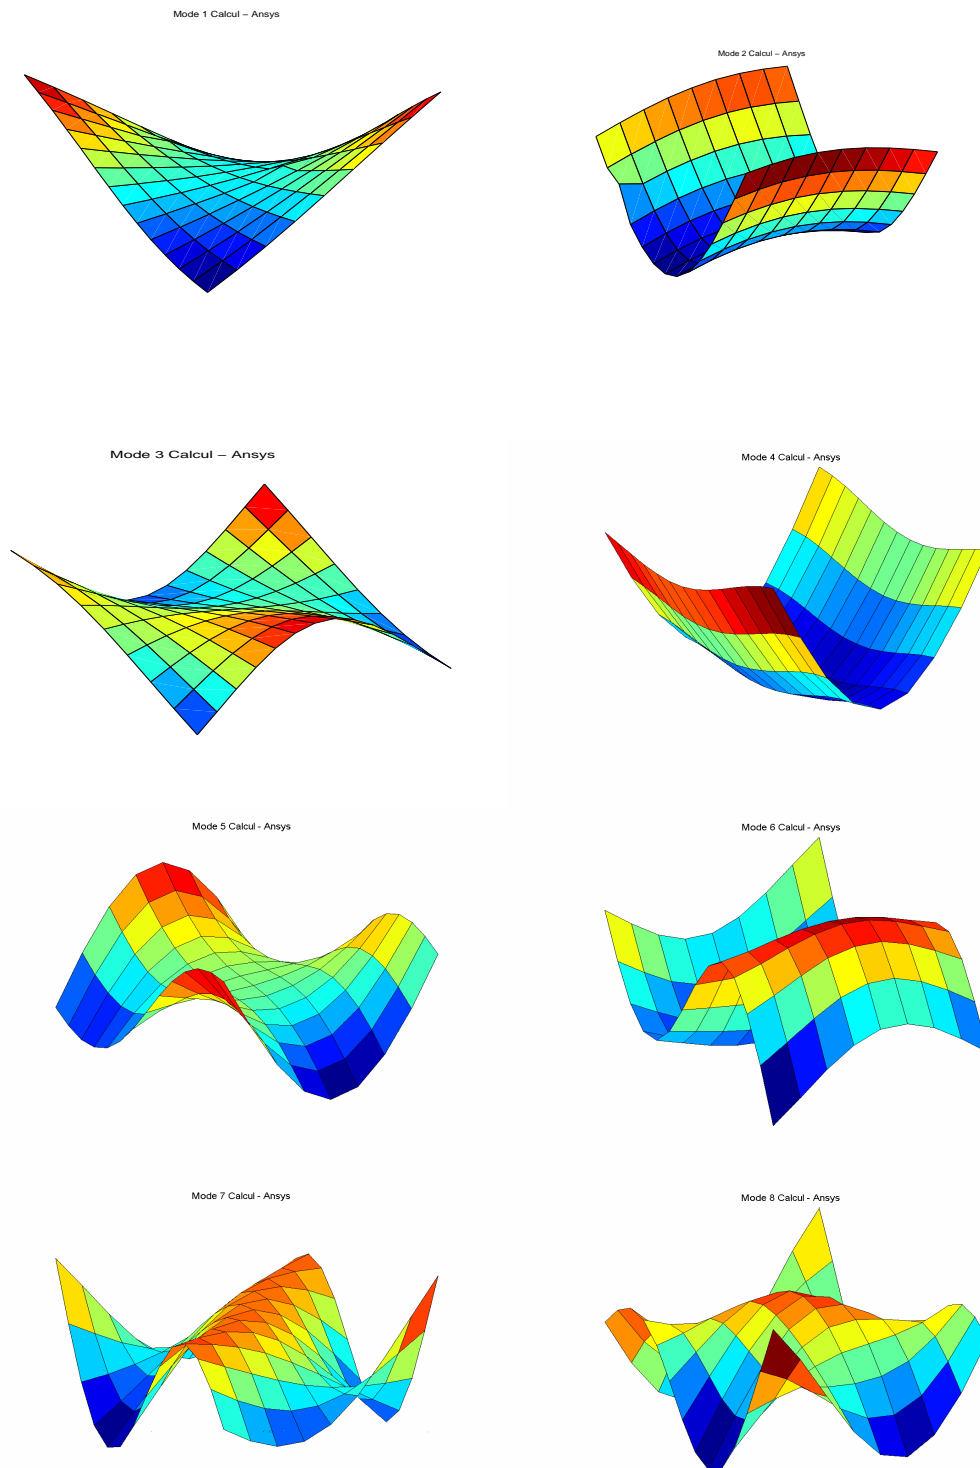 Mode 1 Calcul – Ansys
Mode 2 Calcul – Ansys
Mode 3 Calcul – Ansys
Mode 4 Calcul - Ansys
Mode 5 Calcul - Ansys
Mode 6 Calcul - Ansys
Mode 7 Calcul - Ansys
Mode 8 Calcul - Ansys